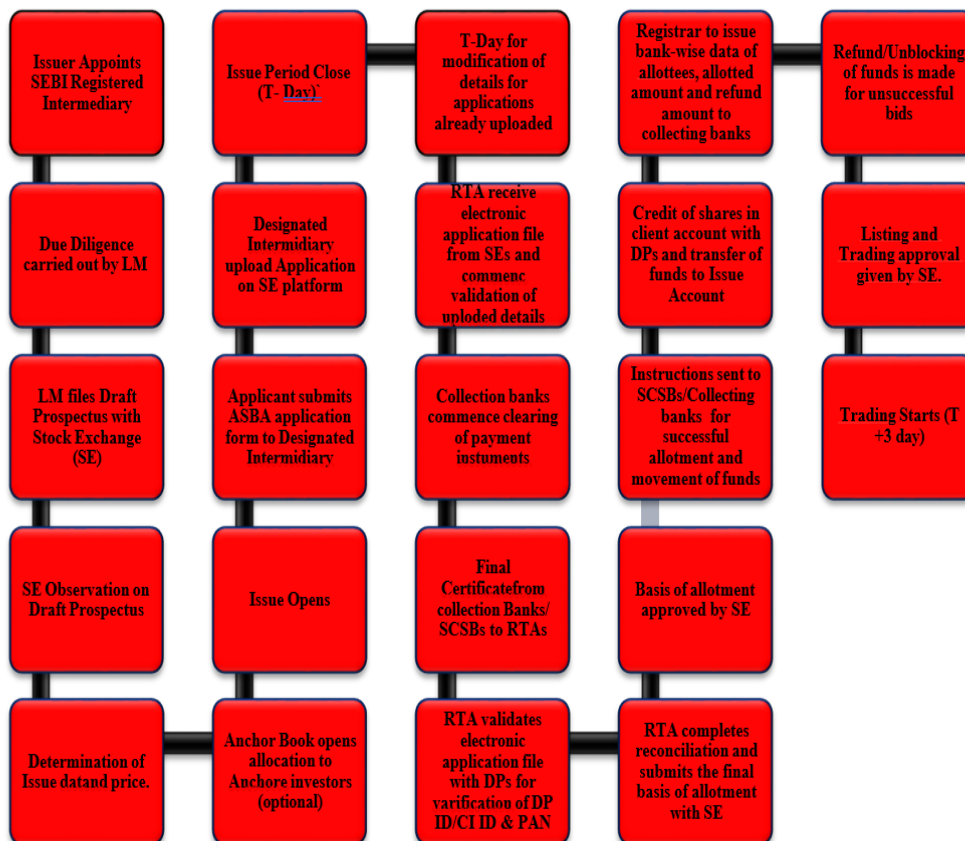 Issuer Appoints
SEBI Registered
Intermediary
Due Diligence
carried out by LM
LM files Draft
Prospectus with
Stock Exchange
(SE)
SE Observation on
Draft Prospectus
Determination of
Issue datand price.
Anchor Book opens
allocation to
Anchore investors
(optional)
Issue Opens
Applicant submits
ASBA application
form to Designated
Intermidiary
Designated
Intermidiary
upload Application
on SE platform
Issue Period Close
(T- Day)`
T-Day for
modification of
details for
applications
already uploaded
RTA receive
electronic
application file
from SEs and
commenc
validation of
uploded details
Collection banks
commence clearing
of payment
instuments
Final
Certificatefrom
collection Banks/
SCSBs to RTAs
RTA validates
electronic
application file
with DPs for
varification of DP
ID/CI ID & PAN
RTA completes
reconciliation and
submits the final
basis of allotment
with SE
Basis of allotment
approved by SE
Instructions sent to
SCSBs/Collecting
banks for
successful
allotment and
movement of funds
Credit of shares in
client account with
DPs and transfer of
funds to Issue
Account
Registrar to issue
bank-wise data of
allottees, allotted
amount and refund
amount to
collecting banks
Refund/Unblocking
of funds is made
for unsuccessful
bids
Listing and
Trading approval
given by SE.
Trading Starts (T
+3 day)